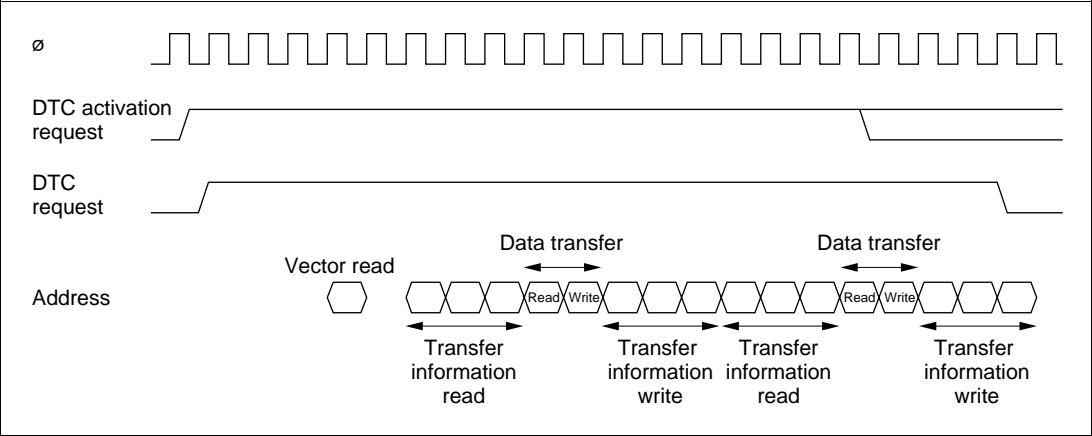 ø
DTC activation
request
DTC
request
Data transfer
Data transfer
Vector read
Address
Read Write
Read Write
Transfer
information
read
Transfer
information
write
Transfer
information
read
Transfer
information
write